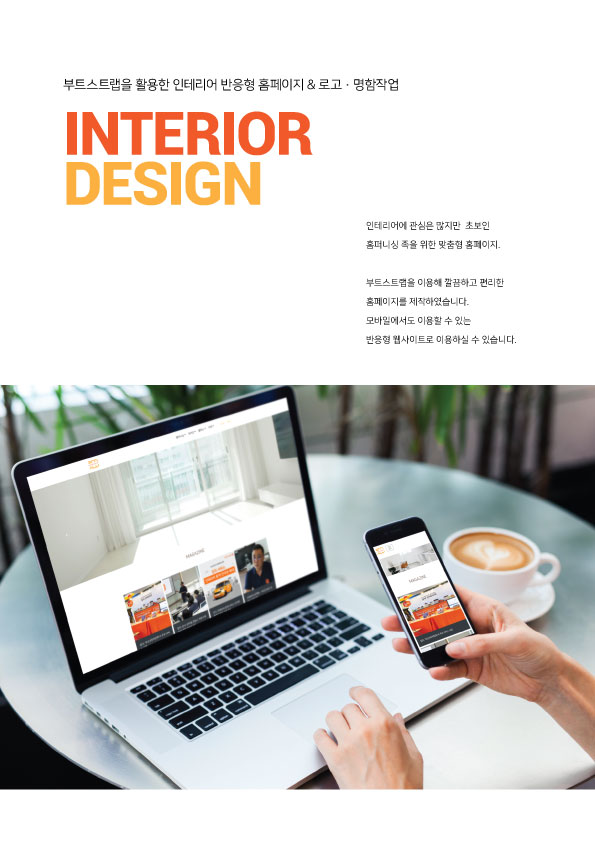 부트스트랩을 활용한 인테리어 반응형 홈페이지 & 로고 · 명함작업
INTERIOR
DESIGN
인테리어에 관심은 많지만 초보인
홈퍼니싱 족을 위한 맞춤형 홈페이지.
부트스트랩을 이용해 깔끔하고 편리한
홈페이지를 제작하였습니다.
모바일에서도 이용할 수 있는
반응형 웹사이트로 이용하실 수 있습니다.
MAGAZINE
MAGAZINE